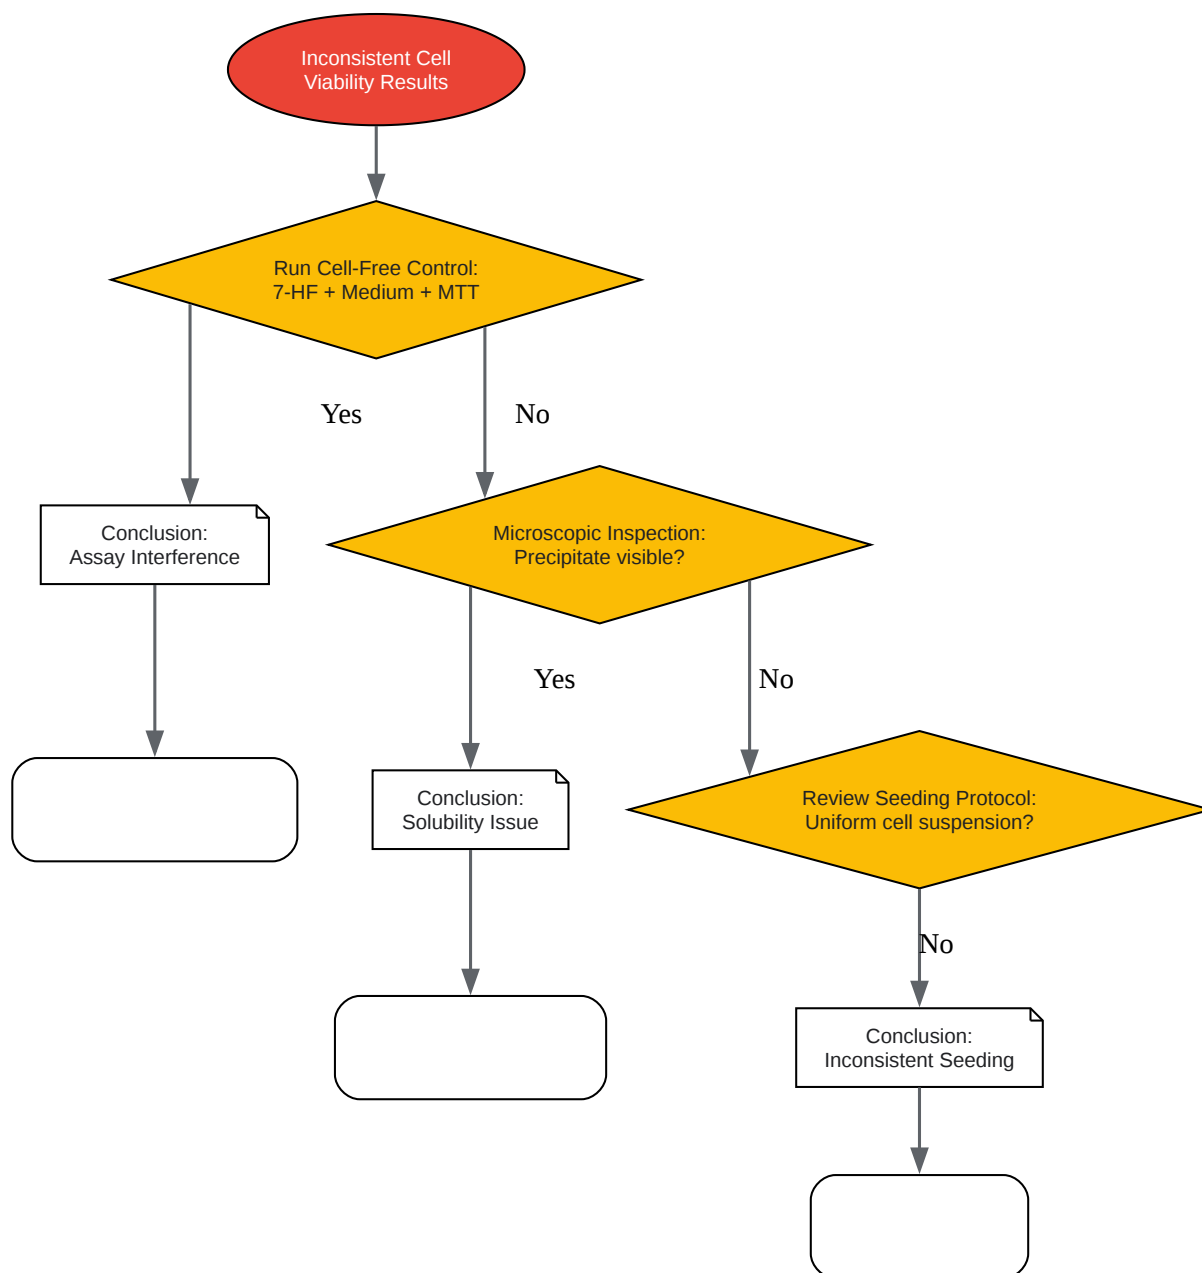 Inconsistent Cell
Viability Results
Run Cell-Free Control:
7-HF + Medium + MTT
Yes
No
Conclusion:
Assay Interference
Microscopic Inspection:
Precipitate visible?
Yes
No
Conclusion:
Solubility Issue
Review Seeding Protocol:
Uniform cell suspension?
No
Conclusion:
Inconsistent Seeding